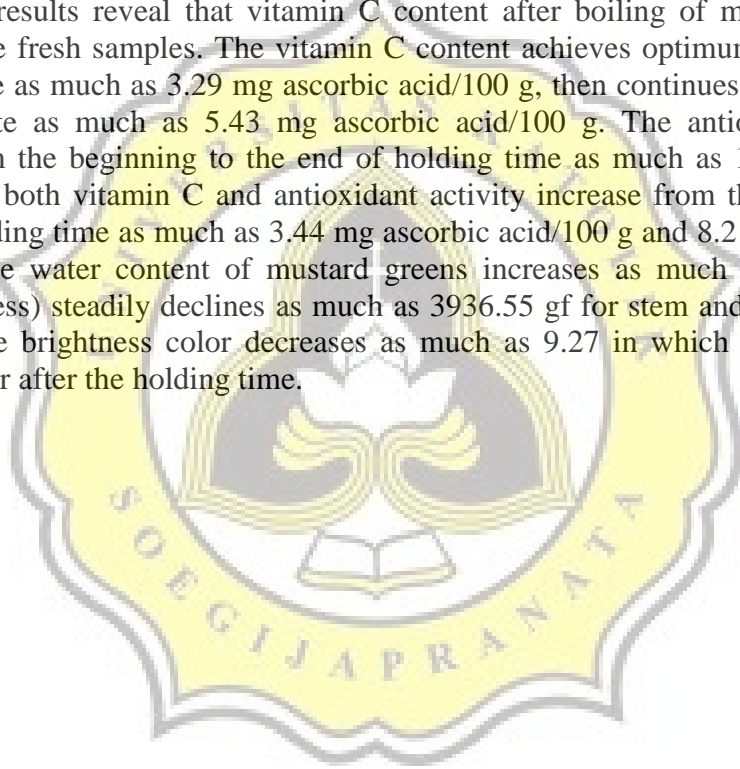 results reveal that vitamin C content after boiling of m
e fresh samples. The vitamin C content achieves optimum
e as much as 3.29 mg ascorbic acid/100 g, then continues
te as much as 5.43 mg ascorbic acid/100 g. The antio
n the beginning to the end of holding time as much as 1
both vitamin C and antioxidant activity increase from th
ding time as much as 3.44 mg ascorbic acid/100 g and 8.2
e water content of mustard greens increases as much
ess) steadily declines as much as 3936.55 gf for stem and
e brightness color decreases as much as 9.27 in which
r after the holding time.
UNIVERSITAS KATOLIK
SOEGIJAPRANATA